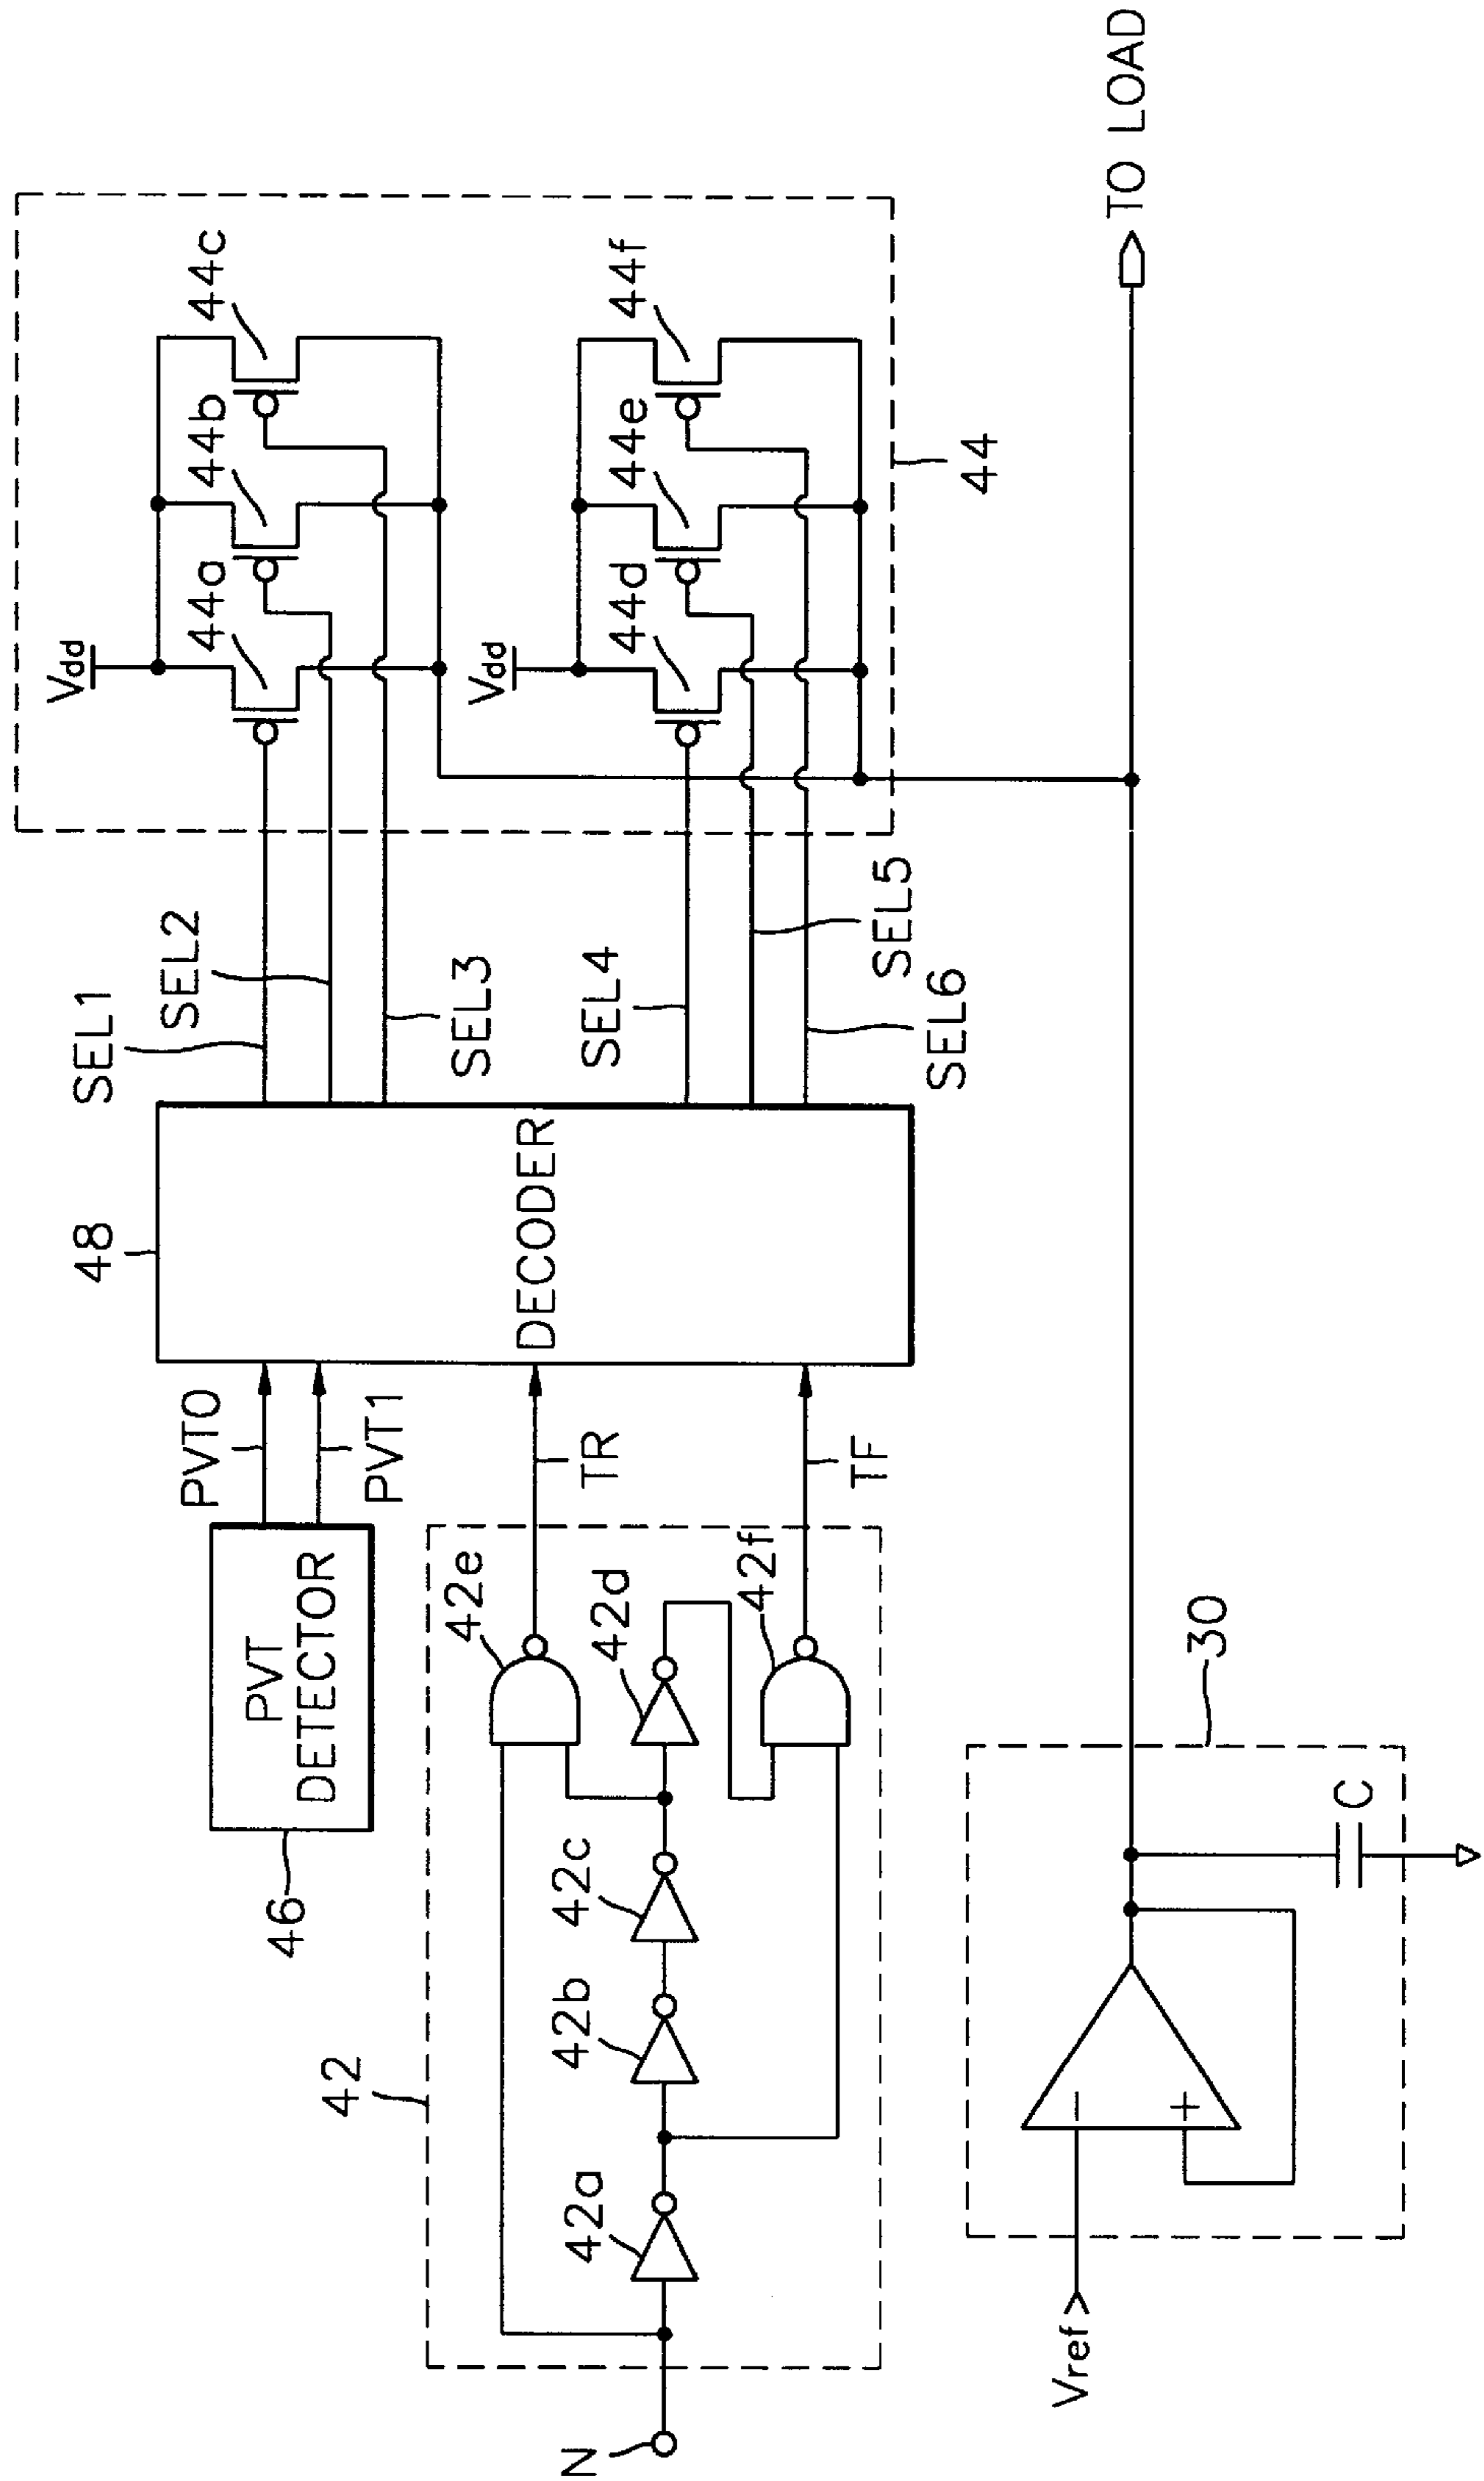 Vdd
44a
44b
44c
Vdd
44d
44e
44f
44
SEL1
SEL2
SEL3
SEL4
SEL5
SEL6
48
DECODER
PVT0
PVT1
TR
TF
PVT
DETECTOR
46
42
42a
42b
42c
42d
42e
42f
N
30
Vref
−
+
C
TO LOAD